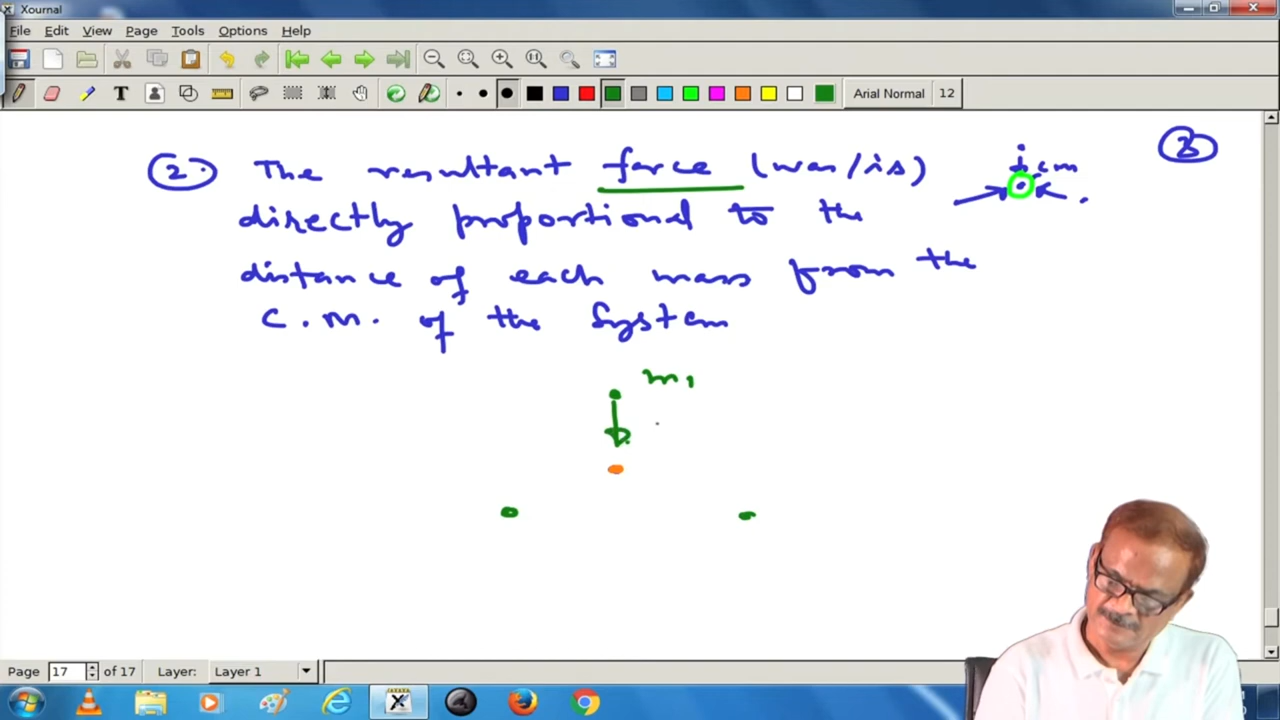 Xournal
File Edit View Page Tools Options Help
Arial Normal 12
3
2. The resultant force (was/is)
cm
directly proportional to the
distance of each mass from the
C.M. of the System
m1
Page 17 of 17 Layer: Layer 1